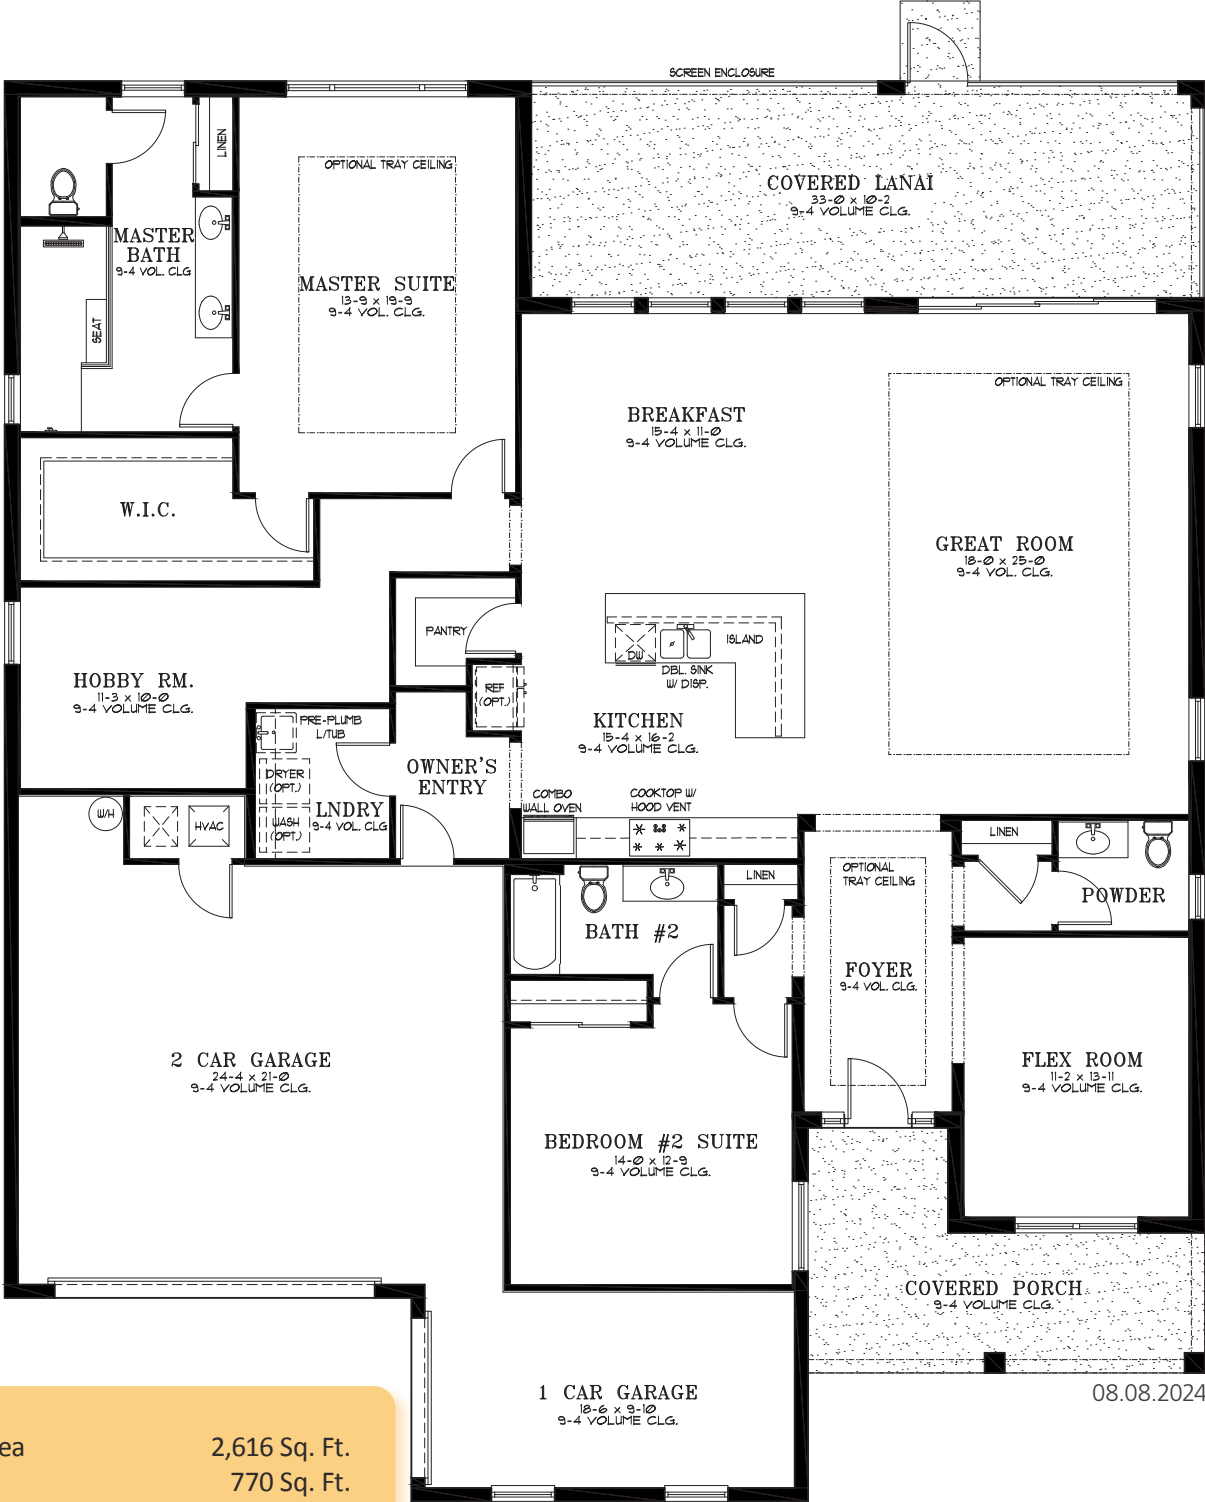 SCREEN ENCLOSURE
LINEN
OPTIONAL TRAY CEILING
COVERED LANAI
33-0 x 10-2
9-4 VOLUME CLG.
MASTER
BATH
9-4 VOL. CLG
MASTER SUITE
13-9 x 19-9
9-4 VOL. CLG.
SEAT
OPTIONAL TRAY CEILING
BREAKFAST
15-4 x 11-0
9-4 VOLUME CLG.
W.I.C.
GREAT ROOM
18-0 x 25-0
9-4 VOL. CLG.
PANTRY
ISLAND
DW
DBL. SINK
W/ DISP.
HOBBY RM.
11-3 x 10-0
9-4 VOLUME CLG.
REF
(OPT.)
PRE-PLUMB
L/TUB
KITCHEN
15-4 x 16-2
9-4 VOLUME CLG.
OWNER'S
ENTRY
DRYER
(OPT.)
COMBO
WALL OVEN
COOKTOP W/
HOOD VENT
W/H
HVAC
LNDRY
9-4 VOL. CLG
WASH
(OPT.)
LINEN
OPTIONAL
TRAY CEILING
LINEN
POWDER
BATH #2
FOYER
9-4 VOL. CLG.
2 CAR GARAGE
24-4 x 21-0
9-4 VOLUME CLG.
FLEX ROOM
11-2 x 13-11
9-4 VOLUME CLG.
BEDROOM #2 SUITE
14-0 x 12-9
9-4 VOLUME CLG.
COVERED PORCH
9-4 VOLUME CLG.
1 CAR GARAGE
18-6 x 9-10
9-4 VOLUME CLG.
08.08.2024
ea 2,616 Sq. Ft.
770 Sq. Ft.